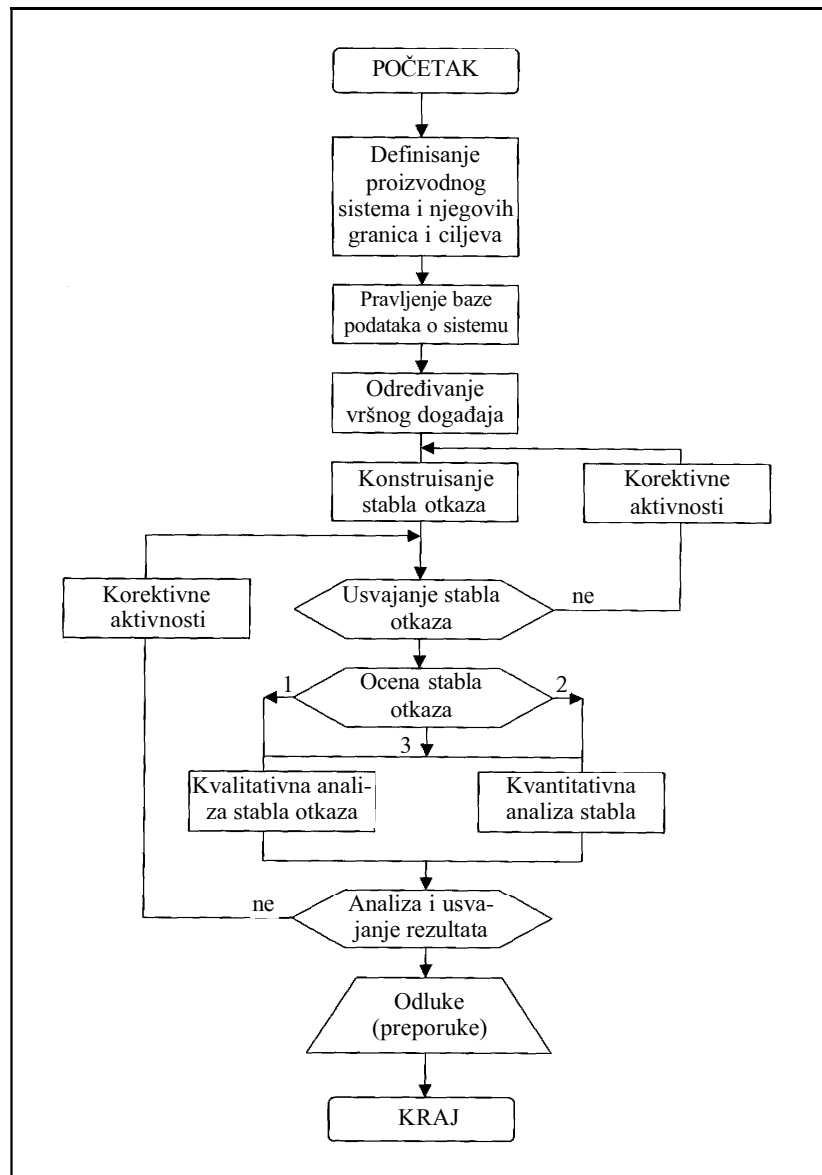 POČETAK
Definisanje
proizvodnog
sistema i njegovih
granica i ciljeva
Pravljenje baze
podataka o sistemu
Određivanje
vršnog događaja
Konstruisanje
stabla otkaza
Korektivne
aktivnosti
Korektivne
aktivnosti
Usvajanje stabla
otkaza
ne
1
Ocena stabla
otkaza
2
3
Kvalitativna anali-
za stabla otkaza
Kvantitativna
analiza stabla
ne
Analiza i usva-
janje rezultata
Odluke
(preporuke)
KRAJ